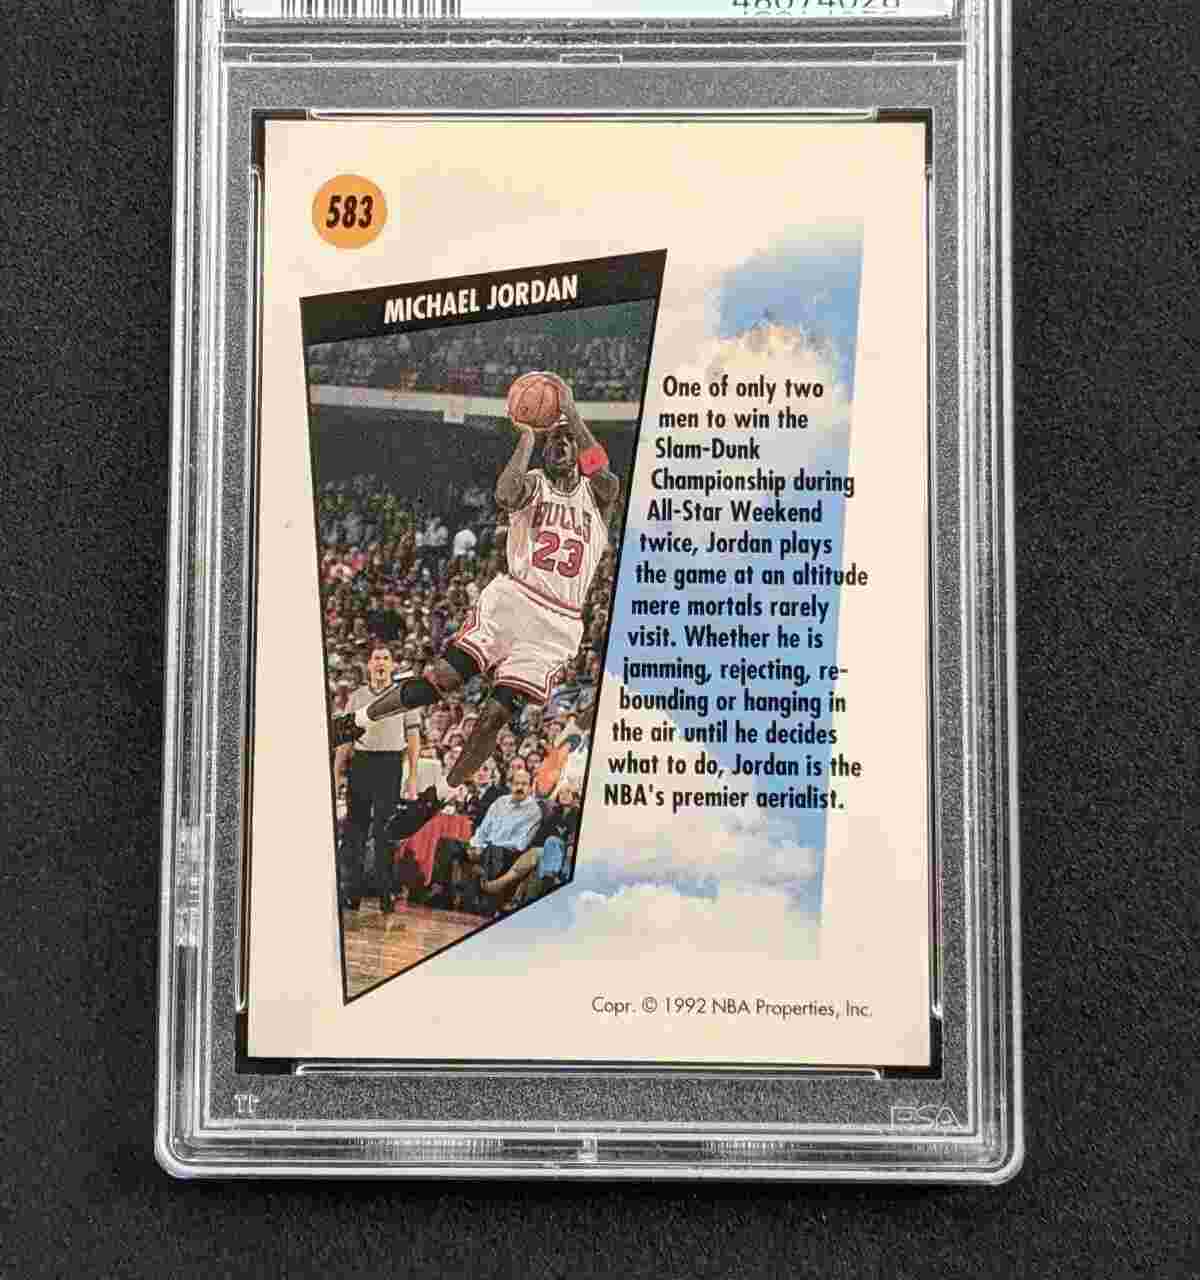 583
MICHAEL JORDAN
BULLS
23
One of only two
men to win the
Slam-Dunk
Championship during
All-Star Weekend
twice, Jordan plays
the game at an altitude
mere mortals rarely
visit. Whether he is
jamming, rejecting, re-
bounding or hanging in
the air until he decides
what to do, Jordan is the
NBA's premier aerialist.
Copr. © 1992 NBA Properties, Inc.
PSA